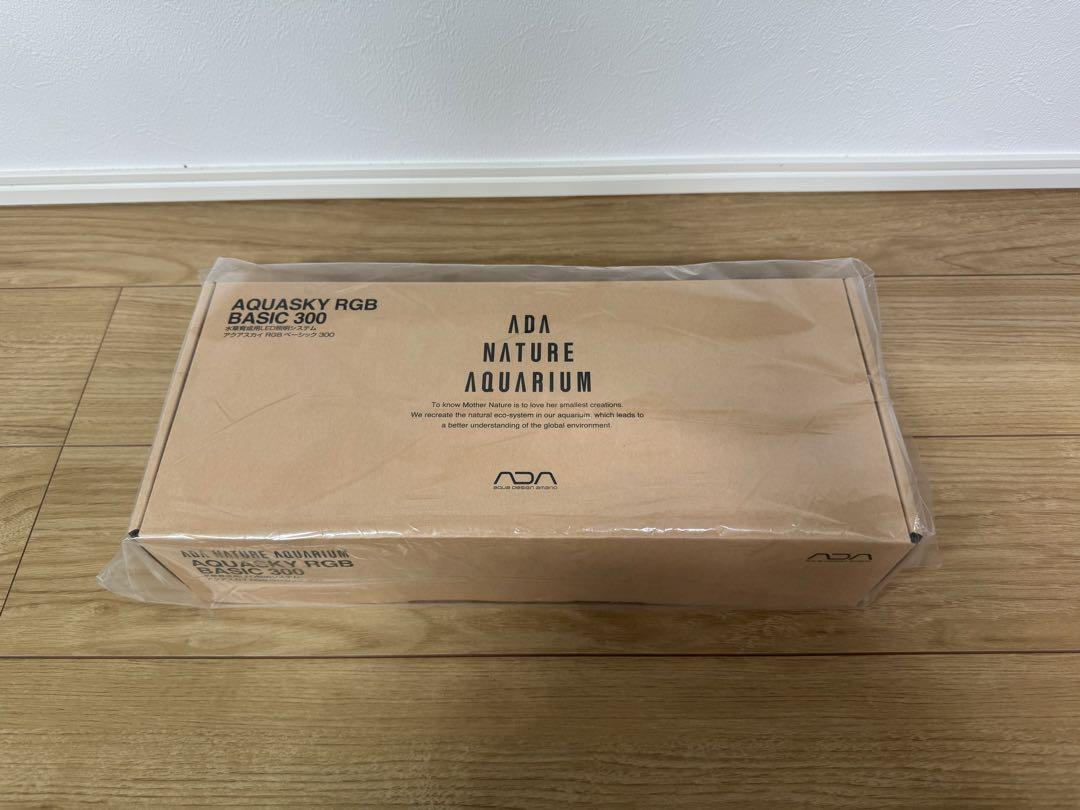 AQUASKY RGB
BASIC 300
水草育成用LEDB照明システム
アクアスカイ RGB ベーシック 300
ADA
NATURE
AQUARIUM
To know Mother Nature is to love her smallest creations.
We recreate the natural eco-system in our aquarium, which leads to
a better understanding of the global environment.
ADA
aqua design amano
ADA NATURE AQUARIUM
AQUASKY RGB
BASIC 300
ADA